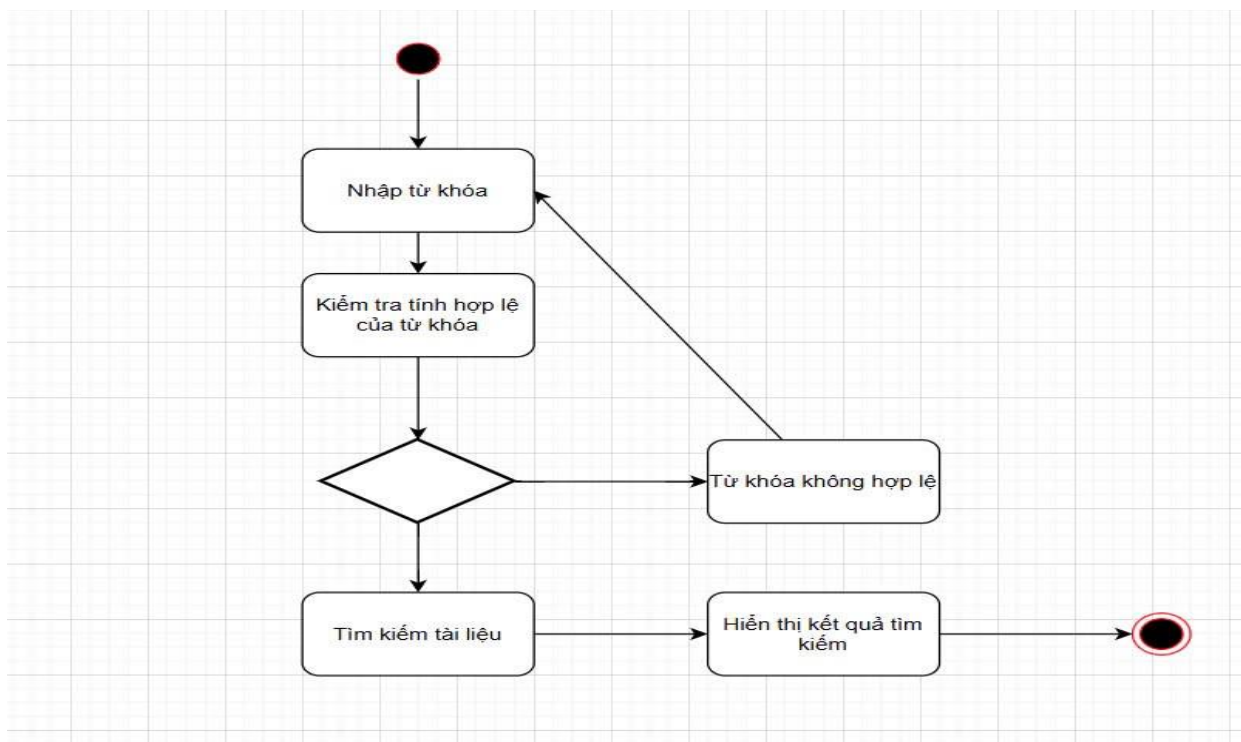 Nhập từ khóa
Kiểm tra tính hợp lệ
của từ khóa
Từ khóa không hợp lệ
Tìm kiếm tài liệu
Hiển thị kết quả tìm
kiếm